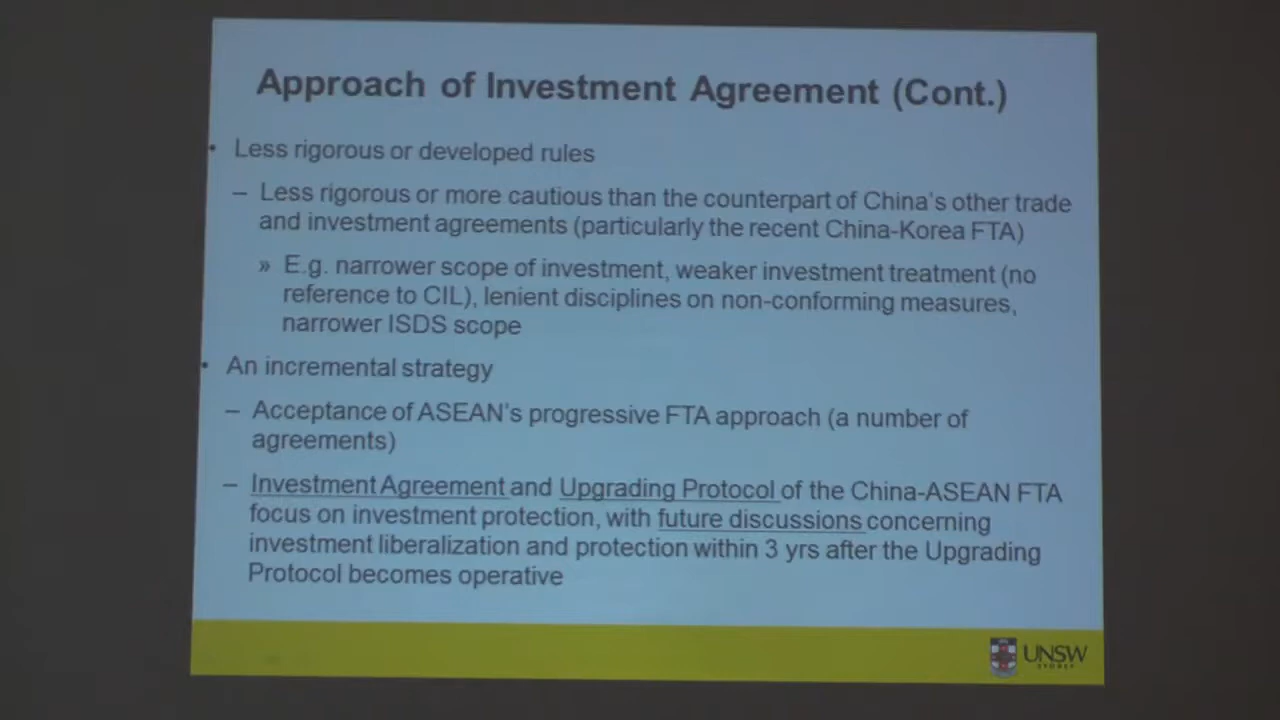 Approach of Investment Agreement (Cont.)
• Less rigorous or developed rules
– Less rigorous or more cautious than the counterpart of China's other trade
and investment agreements (particularly the recent China-Korea FTA)
» E.g. narrower scope of investment, weaker investment treatment (no
reference to CIL), lenient disciplines on non-conforming measures,
narrower ISDS scope
• An incremental strategy
– Acceptance of ASEAN's progressive FTA approach (a number of
agreements)
– Investment Agreement and Upgrading Protocol of the China-ASEAN FTA
focus on investment protection, with future discussions concerning
investment liberalization and protection within 3 yrs after the Upgrading
Protocol becomes operative
UNSW
SYDNEY